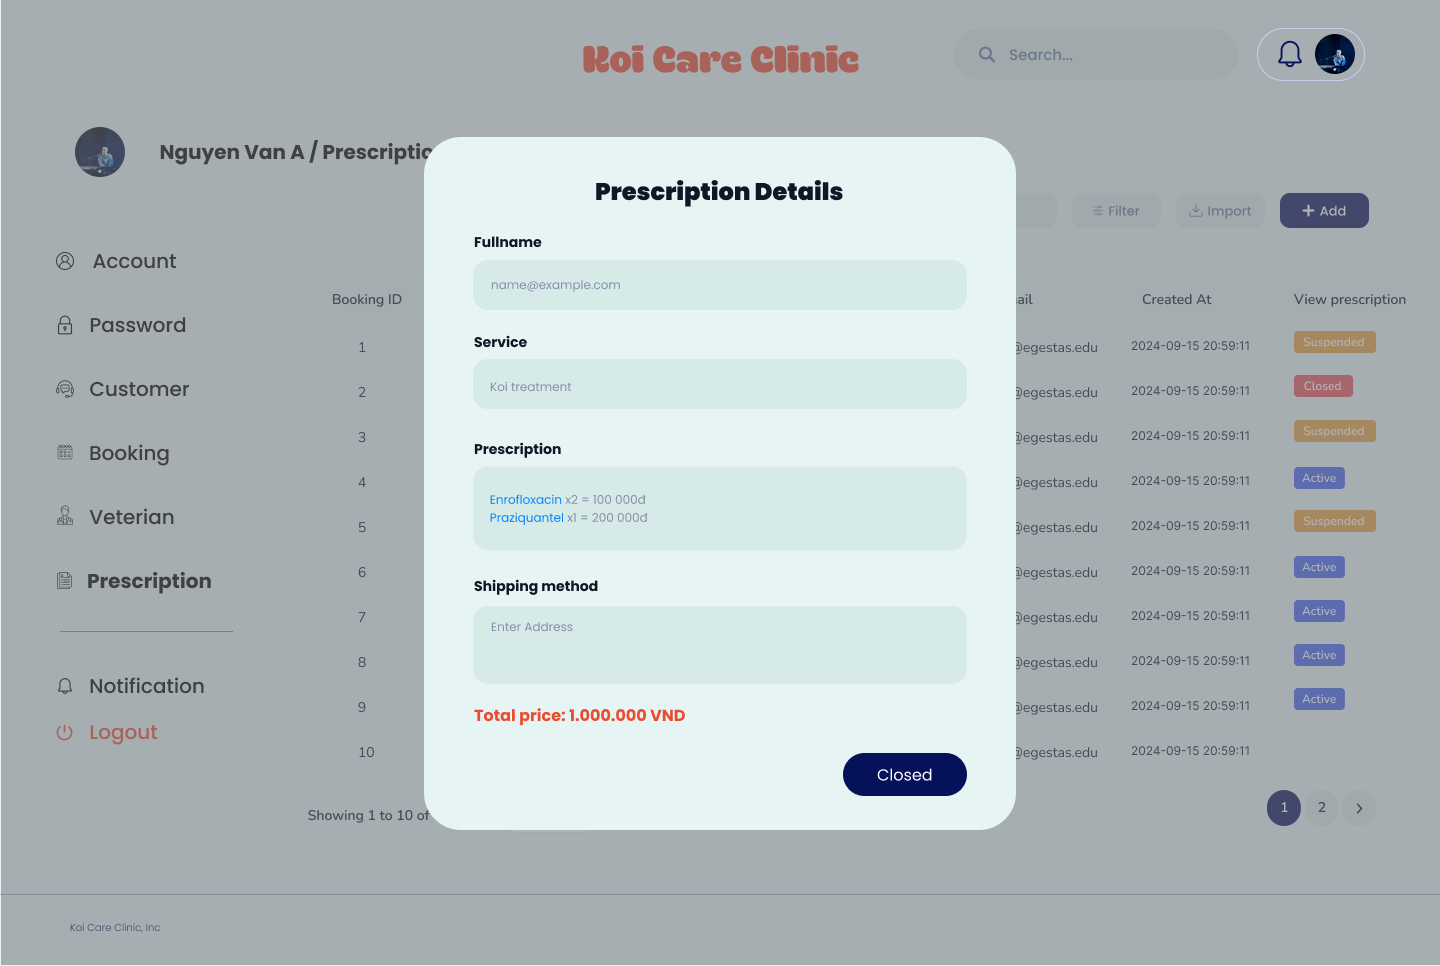 Koi Care Clinic
Search...
Nguyen Van A / Prescriptio
Filter
Import
Add
Account
Password
Customer
Booking
Veterian
Prescription
Notification
Logout
Prescription Details
Fullname
name@example.com
Service
Koi treatment
Prescription
Enrofloxacin x2 = 100 000đ
Praziquantel x1 = 200 000đ
Shipping method
Enter Address
Total price: 1.000.000 VND
Closed
Booking ID ail Created At View prescription
1 @egestas.edu 2024-09-15 20:59:11 Suspended
2 @egestas.edu 2024-09-15 20:59:11 Closed
3 @egestas.edu 2024-09-15 20:59:11 Suspended
4 @egestas.edu 2024-09-15 20:59:11 Active
5 @egestas.edu 2024-09-15 20:59:11 Suspended
6 @egestas.edu 2024-09-15 20:59:11 Active
7 @egestas.edu 2024-09-15 20:59:11 Active
8 @egestas.edu 2024-09-15 20:59:11 Active
9 @egestas.edu 2024-09-15 20:59:11 Active
10 @egestas.edu 2024-09-15 20:59:11
Showing 1 to 10 of
1 2 >
Koi Care Clinic, Inc